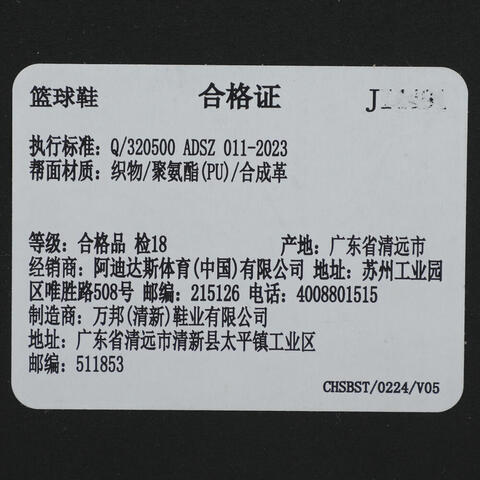 篮球鞋 合格证
执行标准: Q/320500 ADSZ 011-2023
帮面材质: 织物/聚氨酯(PU)/合成革
等级: 合格品 检18 产地: 广东省清远市
经销商: 阿迪达斯体育(中国)有限公司 地址: 苏州工业园
区唯胜路508号 邮编: 215126 电话: 4008801515
制造商: 万邦(清新)鞋业有限公司
地址: 广东省清远市清新县太平镇工业区
邮编: 511853
CHSBST/0224/V05